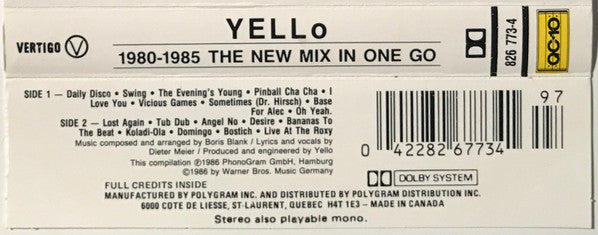 YELLo
VERTIGO V
1980-1985 THE NEW MIX IN ONE GO
826 773-4
QC-10
SIDE 1 — Daily Disco • Swing • The Evening's Young • Pinball Cha Cha • I
Love You • Vicious Games • Sometimes (Dr. Hirsch) • Base
For Alec • Oh Yeah.
SIDE 2 — Lost Again • Tub Dub • Angel No • Desire • Bananas To
The Beat • Koladi-Ola • Domingo • Bostich • Live At The Roxy
Music composed and arranged by Boris Blank / Lyrics and vocals by
Dieter Meier / Produced and engineered by Yello
This compilation ℗1986 PhonoGram GmbH, Hamburg
©1986 by Warner Bros. Music Germany
97
0 42282 67734
DOLBY SYSTEM
FULL CREDITS INSIDE
MANUFACTURED BY POLYGRAM INC. AND DISTRIBUTED BY POLYGRAM DISTRIBUTION INC.
6000 COTE DE LIESSE, ST-LAURENT, QUEBEC H4T 1E3 — MADE IN CANADA
Stereo also playable mono.